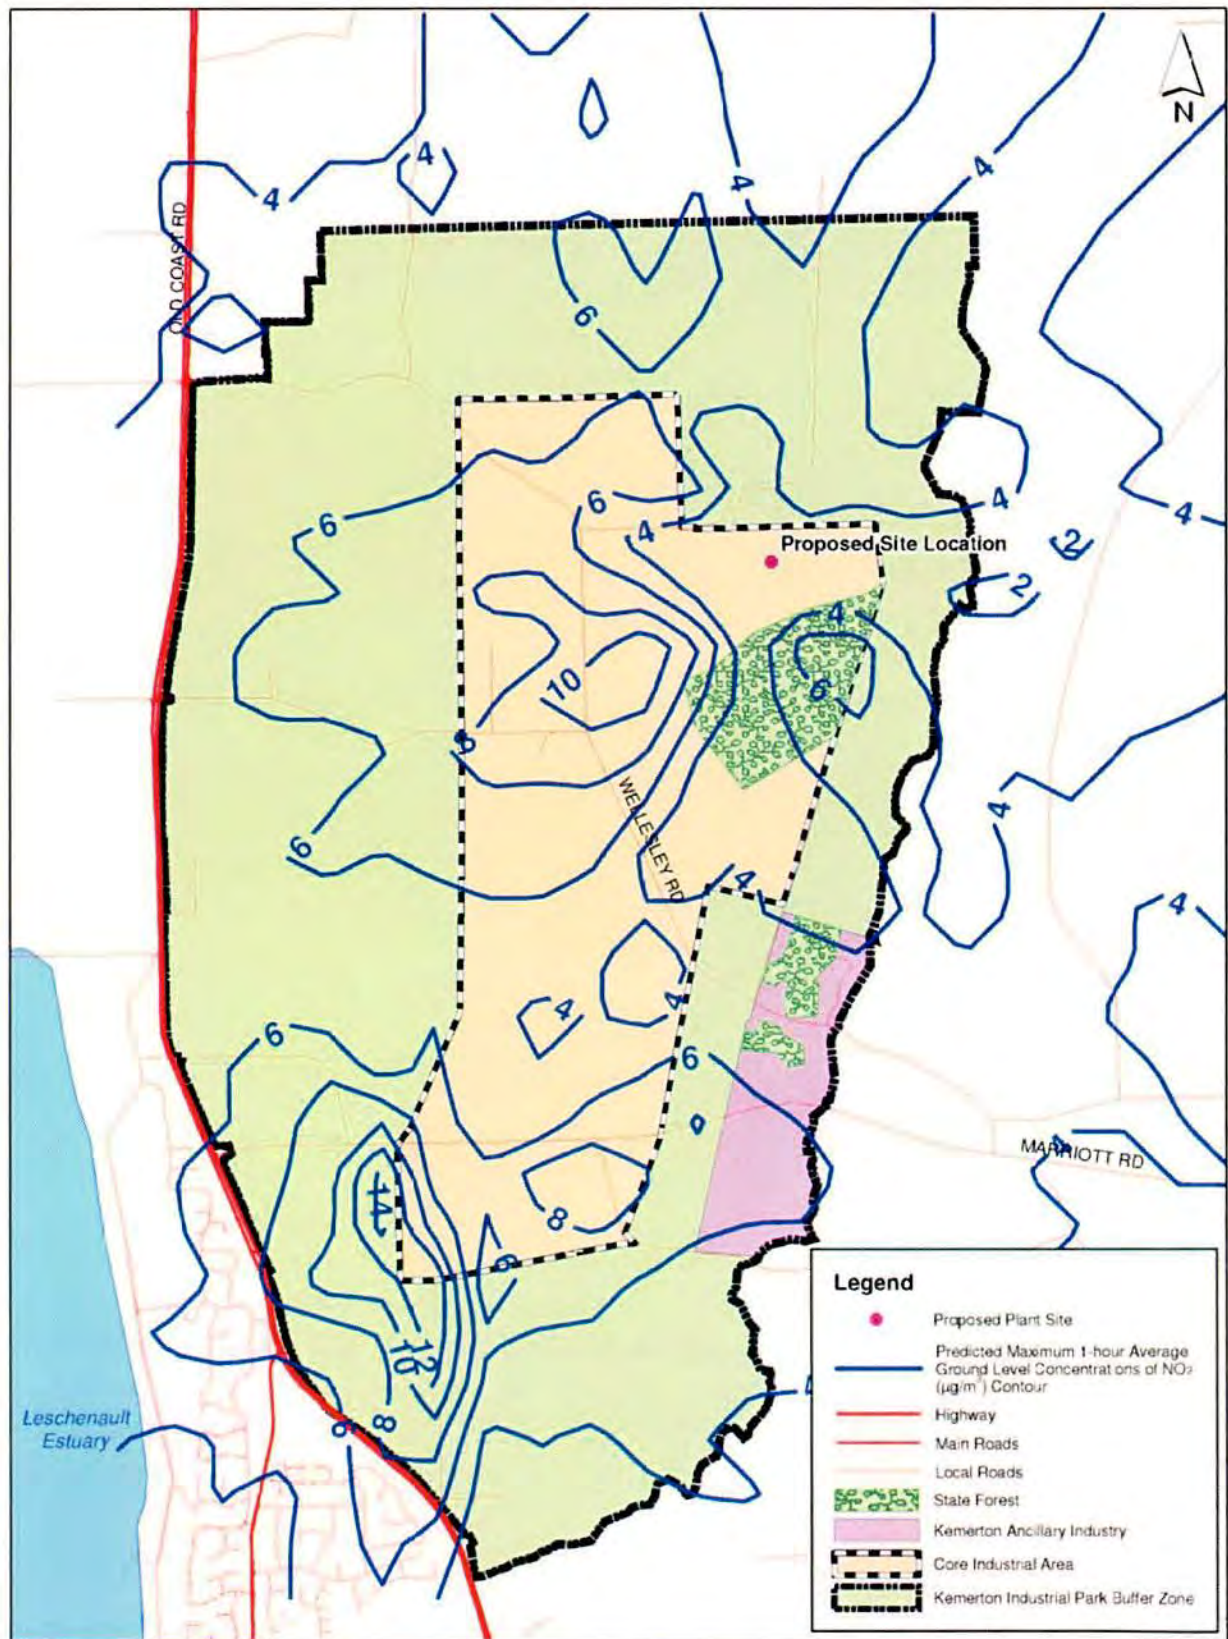 N
4
4
4
4
OLD COAST RD
6
6
6
4
6
4
4
Proposed Site Location
2
2
4
10
6
8
WELLESLEY RD
4
6
4
4
4
4
6
6
MARRIOTT RD
14
8
6
12
10
8
6
4
Leschenault
Estuary
Legend
Proposed Plant Site
Predicted Maximum 1-hour Average
Ground Level Concentrations of NO₂
(µg/m³) Contour
Highway
Main Roads
Local Roads
State Forest
Kemerton Ancillary Industry
Core Industrial Area
Kemerton Industrial Park Buffer Zone